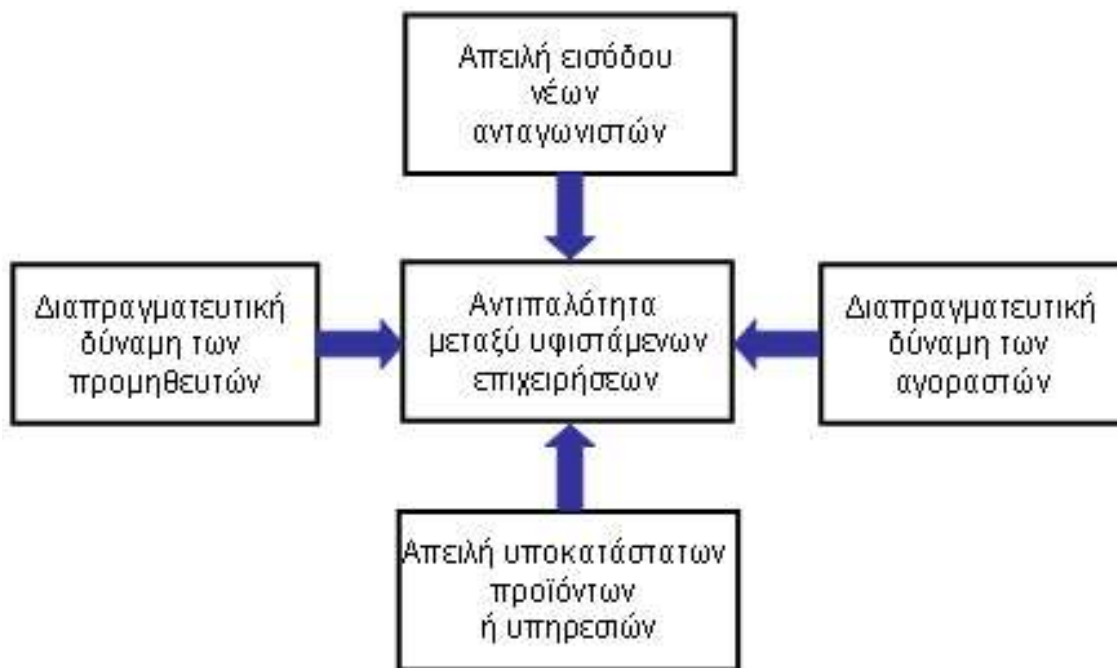 Απειλή εισόδου
νέων
ανταγωνιστών
Διαπραγματευτική
δύναμη των
προμηθευτών
Αντιπαλότητα
μεταξύ υφιστάμενων
επιχειρήσεων
Διαπραγματευτική
δύναμη των
αγοραστών
Απειλή υποκατάστατων
προϊόντων
ή υπηρεσιών